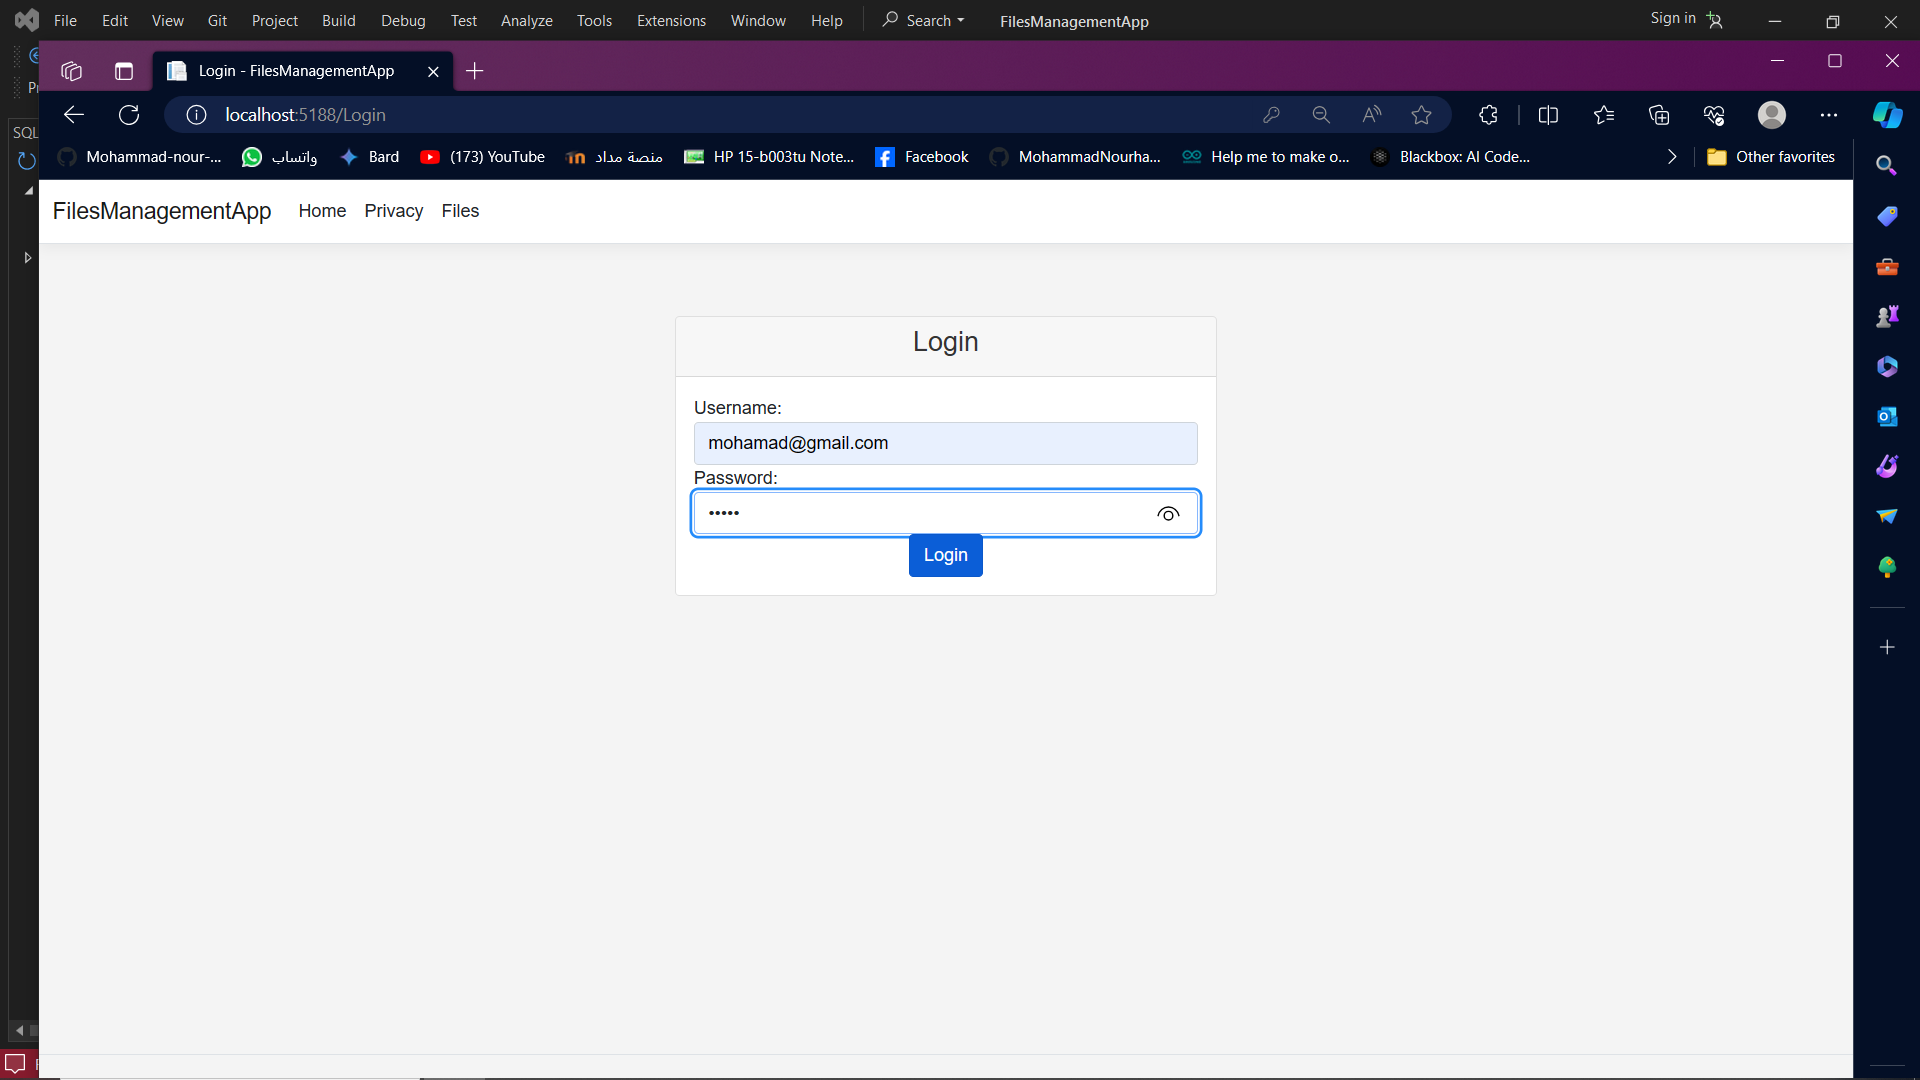 File Edit View Git Project Build Debug Test Analyze Tools Extensions Window Help Search FilesManagementApp Sign in
Login - FilesManagementApp
localhost:5188/Login
SQL
Mohammad-nour-... واتساب Bard (173) YouTube منصة مداد HP 15-b003tu Note... Facebook MohammadNourha... Help me to make o... Blackbox: AI Code... Other favorites
FilesManagementApp Home Privacy Files
Login
Username:
mohamad@gmail.com
Password:
•••••
Login